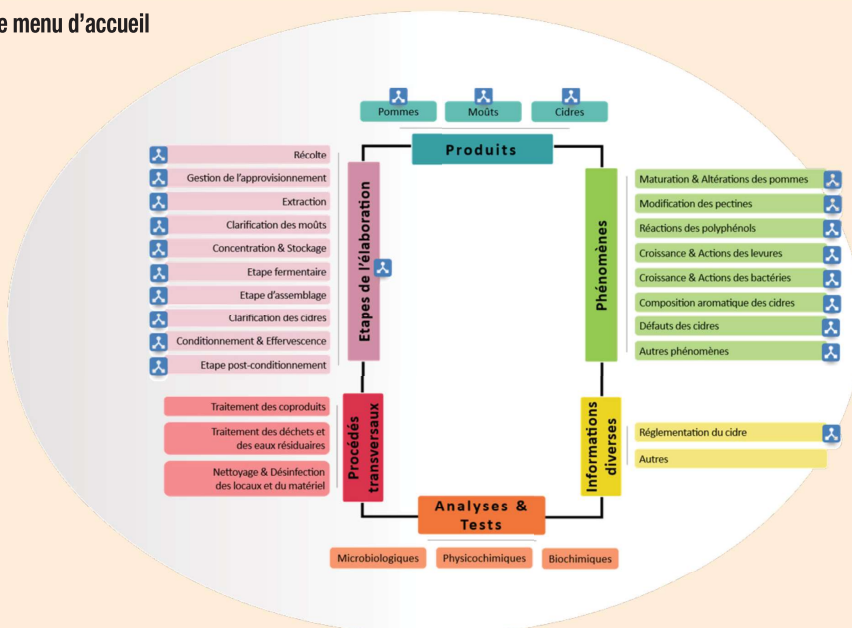 e menu d'accueil
Pommes
Moûts
Cidres
Produits
Récolte
Gestion de l'approvisionnement
Extraction
Clarification des moûts
Concentration & Stockage
Etape fermentaire
Etape d'assemblage
Clarification des cidres
Conditionnement & Effervescence
Etape post-conditionnement
Etapes de l'élaboration
Phénomènes
Maturation & Altérations des pommes
Modification des pectines
Réactions des polyphénols
Croissance & Actions des levures
Croissance & Actions des bactéries
Composition aromatique des cidres
Défauts des cidres
Autres phénomènes
Traitement des coproduits
Traitement des déchets et
des eaux résiduaires
Nettoyage & Désinfection
des locaux et du matériel
Procédés
transversaux
Informations
diverses
Réglementation du cidre
Autres
Analyses &
Tests
Microbiologiques
Physicochimiques
Biochimiques